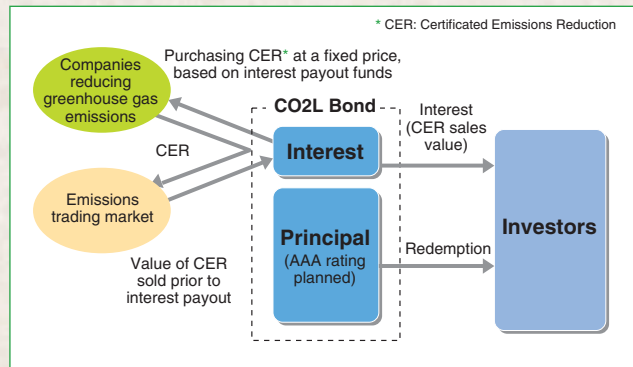 * CER: Certificated Emissions Reduction
Purchasing CER* at a fixed price,
based on interest payout funds
Companies
reducing
greenhouse gas
emissions
CO2L Bond
Interest
(CER sales
value)
CER
Interest
Emissions
trading market
Principal
(AAA rating
planned)
Investors
Redemption
Value of CER
sold prior to
interest payout